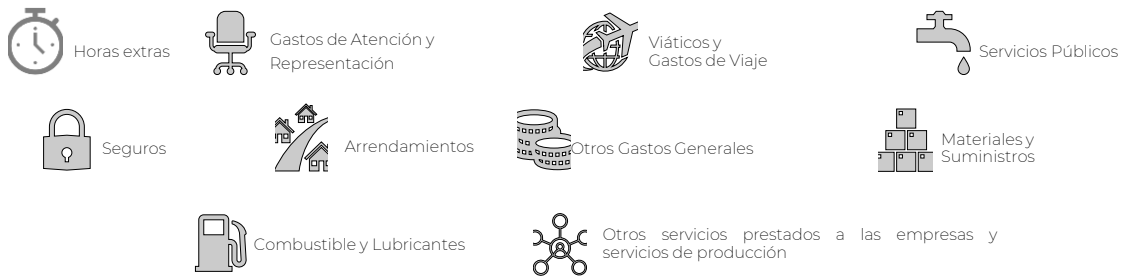 Horas extras
Gastos de Atención y
Representación
Viáticos y
Gastos de Viaje
Servicios Públicos
Seguros
Arrendamientos
Otros Gastos Generales
Materiales y
Suministros
Combustible y Lubricantes
Otros servicios prestados a las empresas y
servicios de producción